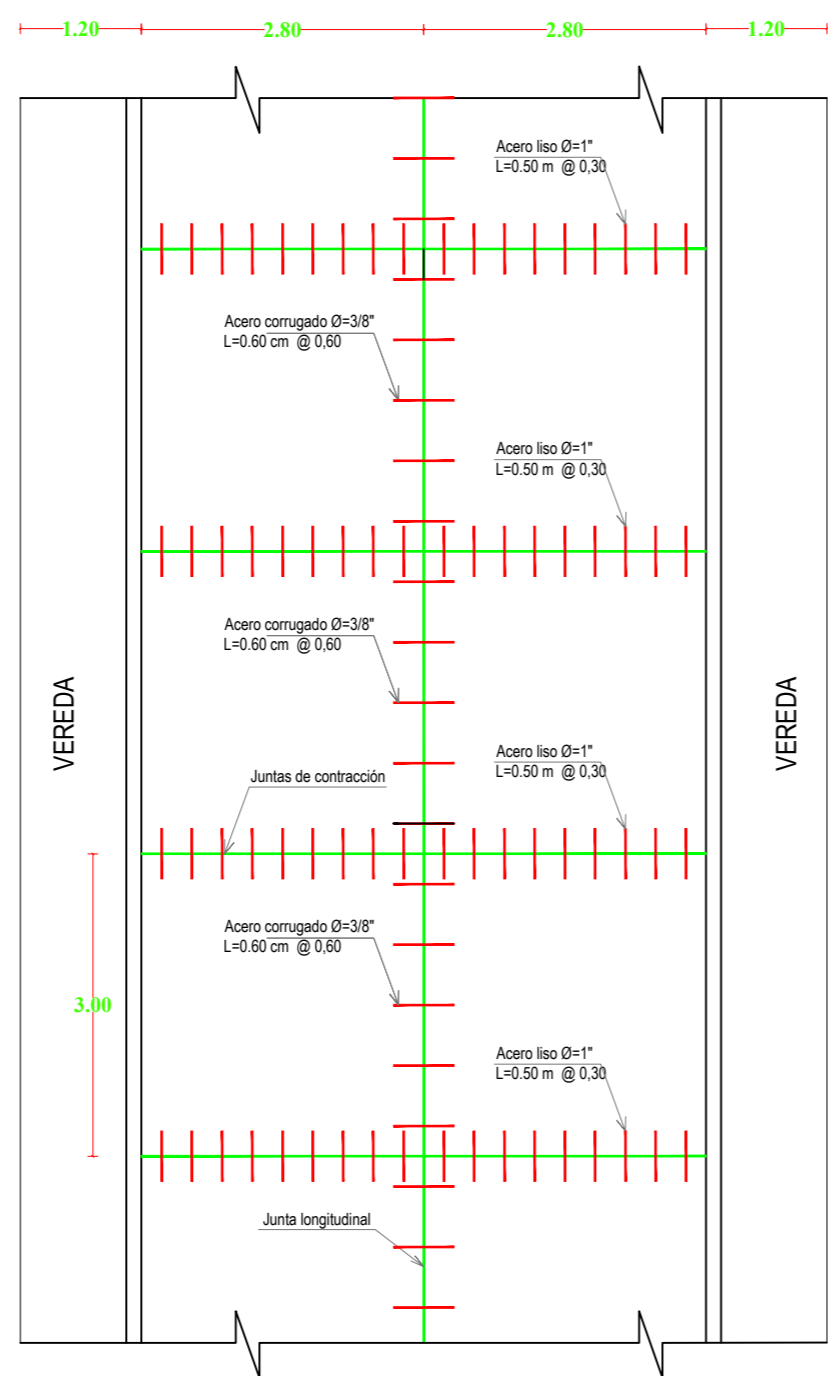 1.20
2.80
2.80
1.20
Acero liso Ø=1"
L=0.50 m @ 0,30
Acero corrugado Ø=3/8"
L=0.60 cm @ 0,60
Acero liso Ø=1"
L=0.50 m @ 0,30
Acero corrugado Ø=3/8"
L=0.60 cm @ 0,60
VEREDA
VEREDA
Acero liso Ø=1"
L=0.50 m @ 0,30
Juntas de contracción
Acero corrugado Ø=3/8"
L=0.60 cm @ 0,60
3.00
Acero liso Ø=1"
L=0.50 m @ 0,30
Junta longitudinal